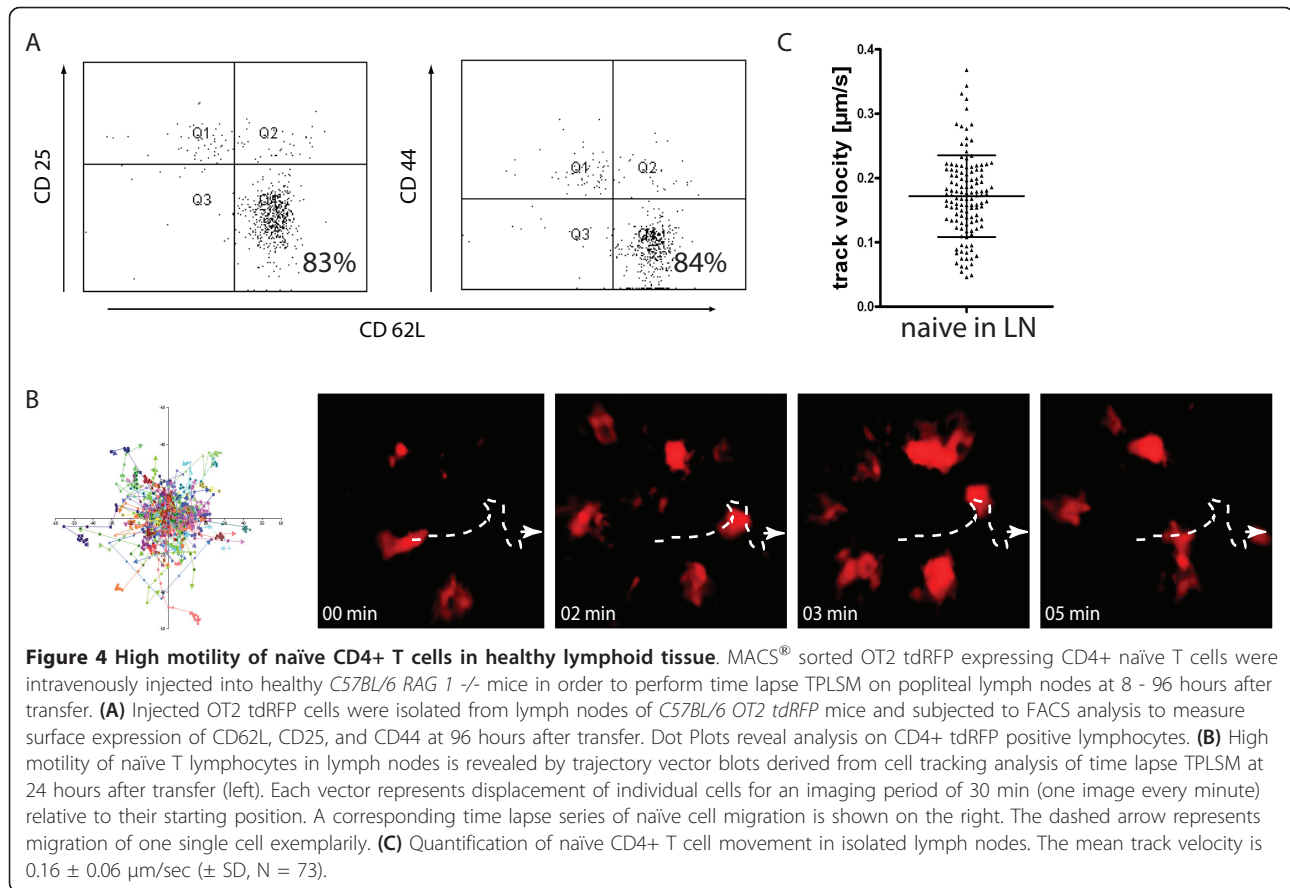 A
C
CD 25
Q1 Q2
Q3
83%
CD 44
Q1 Q2
Q3 Q4
84%
CD 62L
track velocity [µm/s]
0.4
0.3
0.2
0.1
0.0
naive in LN
B
00 min
02 min
03 min
05 min
Figure 4 High motility of naïve CD4+ T cells in healthy lymphoid tissue. MACS® sorted OT2 tdRFP expressing CD4+ naïve T cells were
intravenously injected into healthy C57BL/6 RAG 1 -/- mice in order to perform time lapse TPLSM on popliteal lymph nodes at 8 - 96 hours after
transfer. (A) Injected OT2 tdRFP cells were isolated from lymph nodes of C57BL/6 OT2 tdRFP mice and subjected to FACS analysis to measure
surface expression of CD62L, CD25, and CD44 at 96 hours after transfer. Dot Plots reveal analysis on CD4+ tdRFP positive lymphocytes. (B) High
motility of naïve T lymphocytes in lymph nodes is revealed by trajectory vector blots derived from cell tracking analysis of time lapse TPLSM at
24 hours after transfer (left). Each vector represents displacement of individual cells for an imaging period of 30 min (one image every minute)
relative to their starting position. A corresponding time lapse series of naïve cell migration is shown on the right. The dashed arrow represents
migration of one single cell exemplarily. (C) Quantification of naïve CD4+ T cell movement in isolated lymph nodes. The mean track velocity is
0.16 ± 0.06 µm/sec (± SD, N = 73).